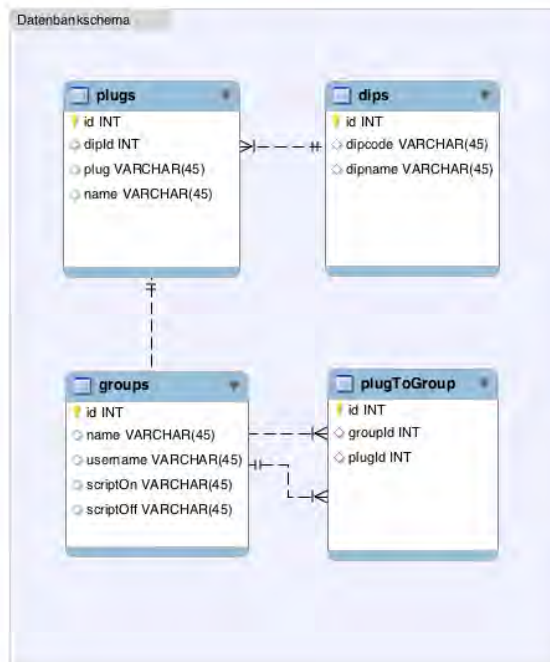 Datenbankschema
plugs
id INT
dipId INT
plug VARCHAR(45)
name VARCHAR(45)
dips
id INT
dipcode VARCHAR(45)
dipname VARCHAR(45)
groups
id INT
name VARCHAR(45)
username VARCHAR(45)
scriptOn VARCHAR(45)
scriptOff VARCHAR(45)
plugToGroup
id INT
groupId INT
plugId INT